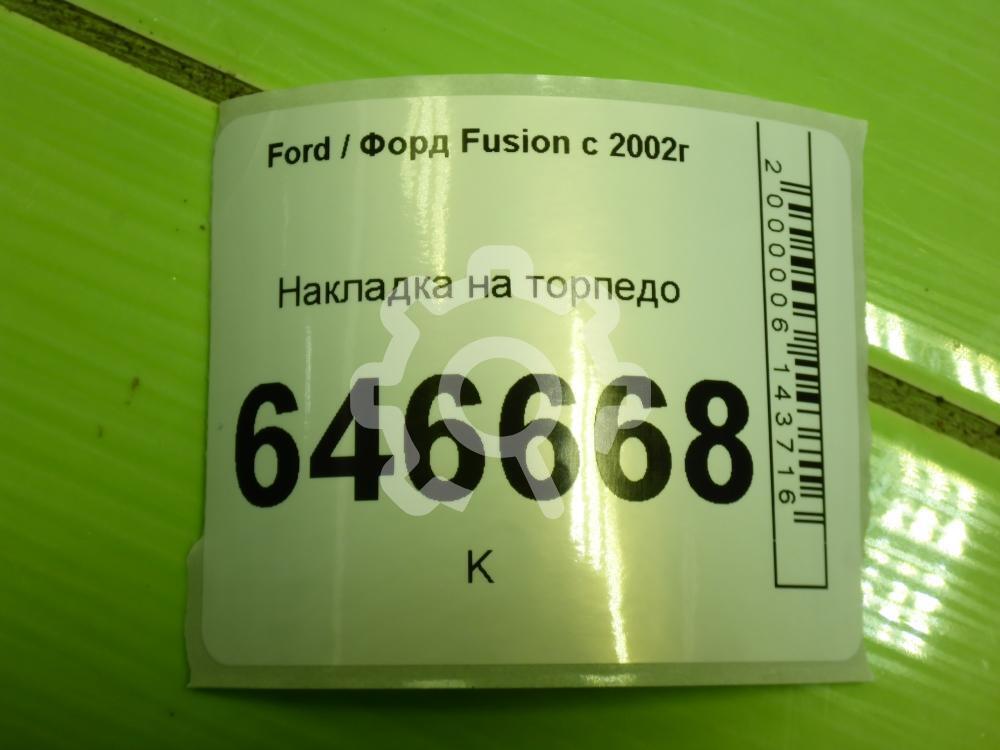 Ford / Форд Fusion с 2002г
Накладка на торпедо
646668
К
2000006143716